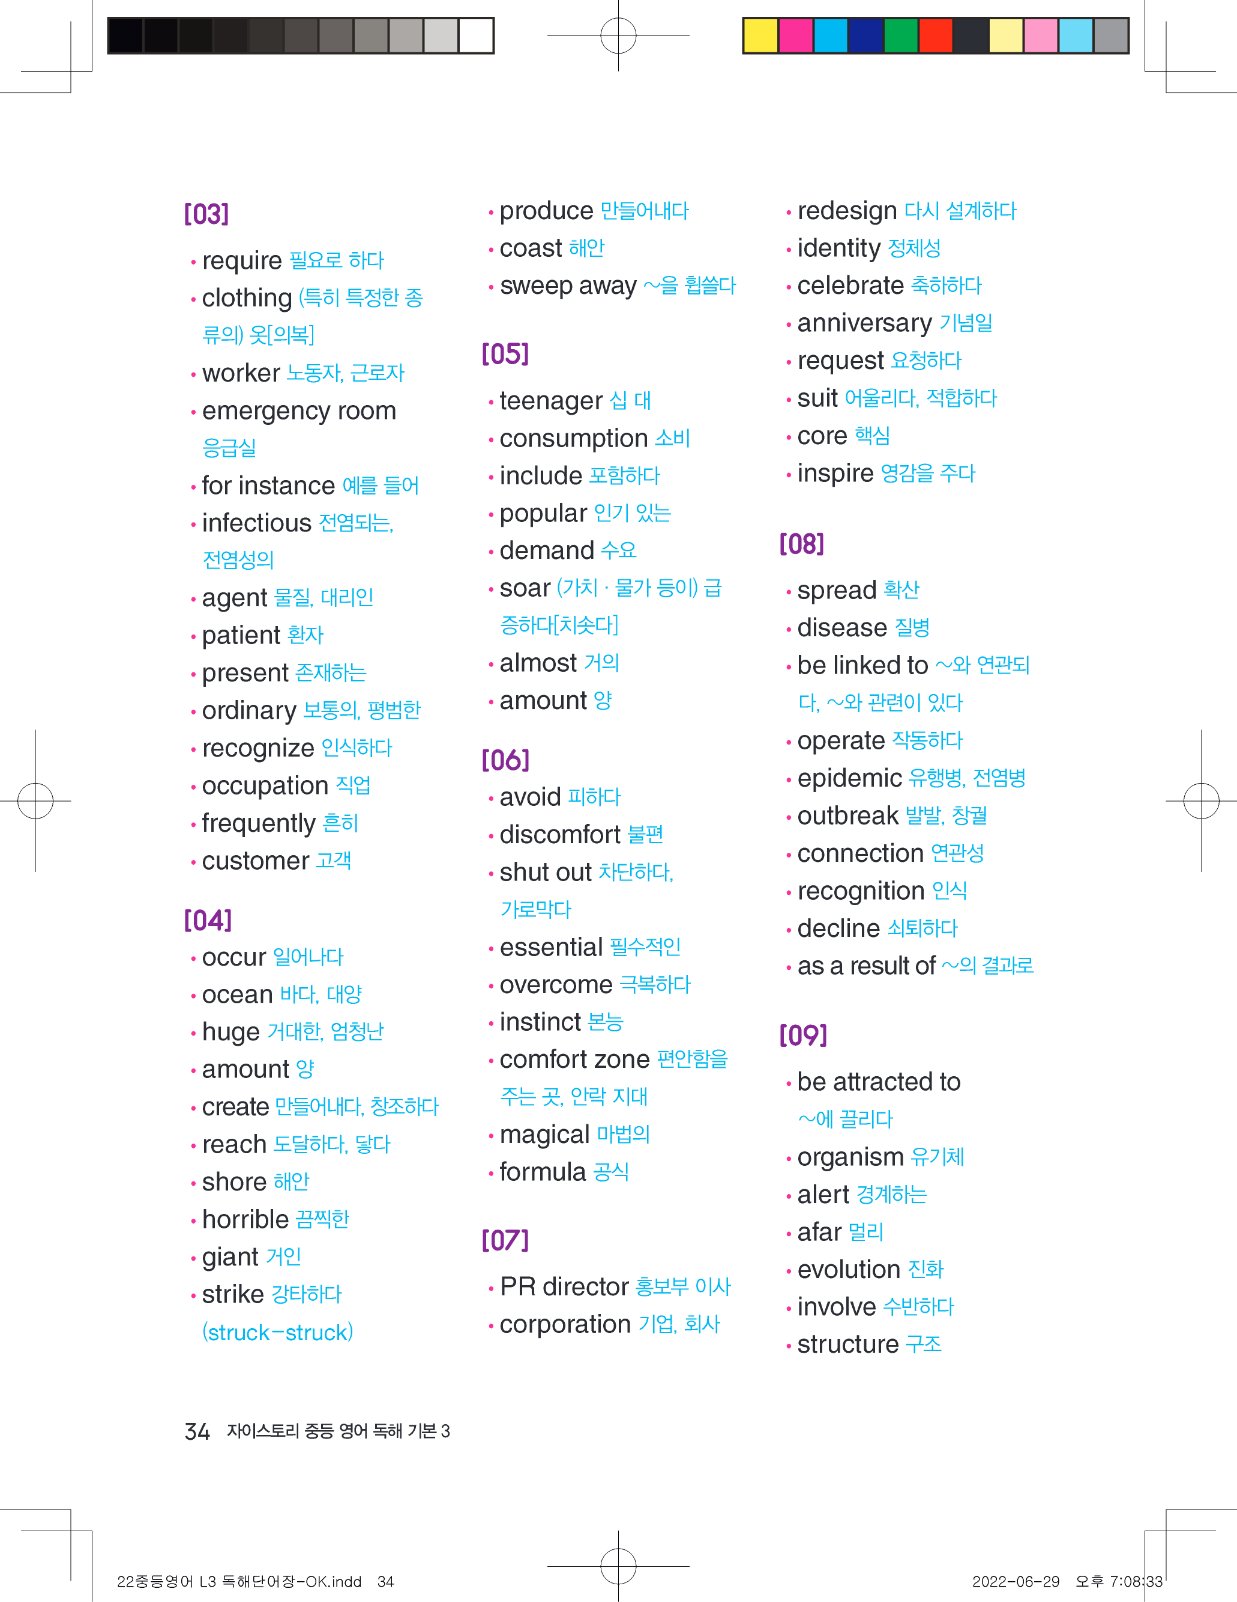 [03]
• require 필요로 하다
• clothing (특히 특정한 종
류의) 옷[의복]
• worker 노동자, 근로자
• emergency room
응급실
• for instance 예를 들어
• infectious 전염되는,
전염성의
• agent 물질, 대리인
• patient 환자
• present 존재하는
• ordinary 보통의, 평범한
• recognize 인식하다
• occupation 직업
• frequently 흔히
• customer 고객
[04]
• occur 일어나다
• ocean 바다, 대양
• huge 거대한, 엄청난
• amount 양
• create 만들어내다, 창조하다
• reach 도달하다, 닿다
• shore 해안
• horrible 끔찍한
• giant 거인
• strike 강타하다
(struck-struck)
• produce 만들어내다
• coast 해안
• sweep away ~을 휩쓸다
[05]
• teenager 십 대
• consumption 소비
• include 포함하다
• popular 인기 있는
• demand 수요
• soar (가치 · 물가 등이) 급
증하다[치솟다]
• almost 거의
• amount 양
[06]
• avoid 피하다
• discomfort 불편
• shut out 차단하다,
가로막다
• essential 필수적인
• overcome 극복하다
• instinct 본능
• comfort zone 편안함을
주는 곳, 안락 지대
• magical 마법의
• formula 공식
[07]
• PR director 홍보부 이사
• corporation 기업, 회사
• redesign 다시 설계하다
• identity 정체성
• celebrate 축하하다
• anniversary 기념일
• request 요청하다
• suit 어울리다, 적합하다
• core 핵심
• inspire 영감을 주다
[08]
• spread 확산
• disease 질병
• be linked to ~와 연관되
다, ~와 관련이 있다
• operate 작동하다
• epidemic 유행병, 전염병
• outbreak 발발, 창궐
• connection 연관성
• recognition 인식
• decline 쇠퇴하다
• as a result of ~의 결과로
[09]
• be attracted to
~에 끌리다
• organism 유기체
• alert 경계하는
• afar 멀리
• evolution 진화
• involve 수반하다
• structure 구조
34 자이스토리 중등 영어 독해 기본 3
22중등영어 L3 독해단어장-OK.indd 34
2022-06-29 오후 7:08:33